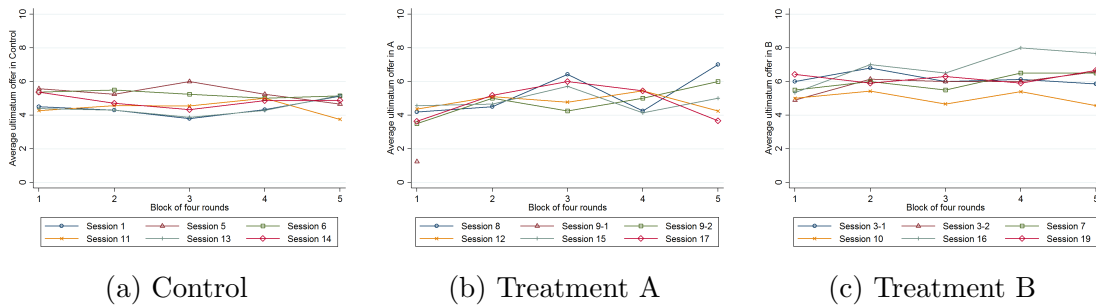 Average ultimatum offer in Control
10
8
6
4
2
0
1 2 3 4 5
Block of four rounds
Session 1 Session 5 Session 6
Session 11 Session 13 Session 14
(a) Control
Average ultimatum offer in A
10
8
6
4
2
0
1 2 3 4 5
Block of four rounds
Session 8 Session 9-1 Session 9-2
Session 12 Session 15 Session 17
(b) Treatment A
Average ultimatum offer in B
10
8
6
4
2
0
1 2 3 4 5
Block of four rounds
Session 3-1 Session 3-2 Session 7
Session 10 Session 16 Session 19
(c) Treatment B